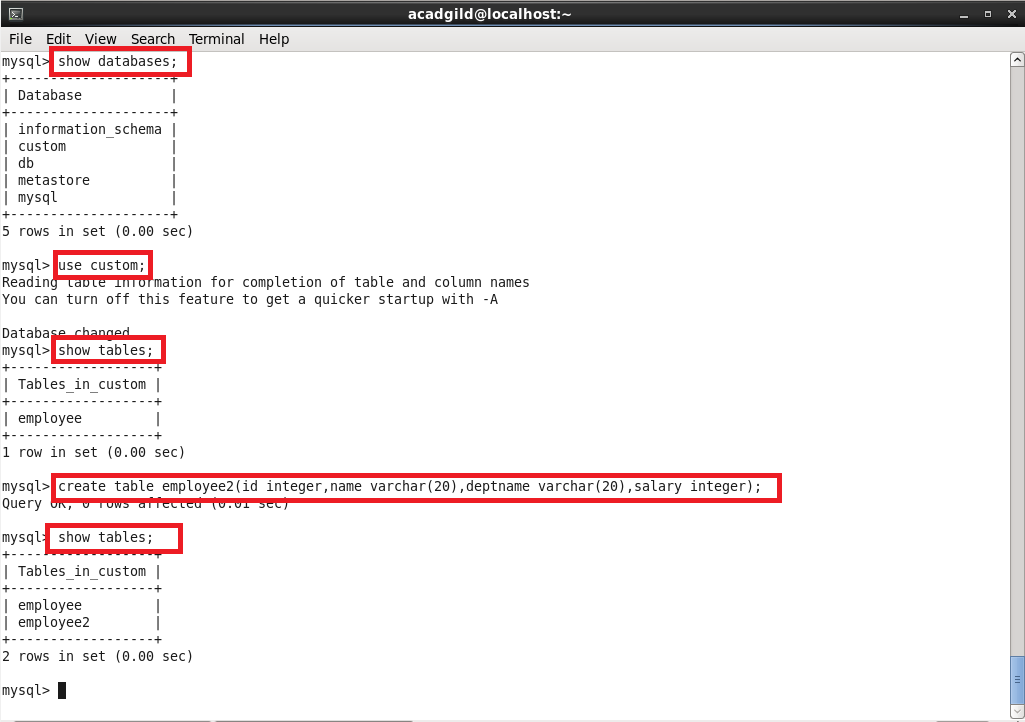 acadgild@localhost:~
File Edit View Search Terminal Help
mysql> show databases;
+--------------------+
| Database           |
+--------------------+
| information_schema |
| custom             |
| db                 |
| metastore          |
| mysql              |
+--------------------+
5 rows in set (0.00 sec)
mysql> use custom;
Reading table information for completion of table and column names
You can turn off this feature to get a quicker startup with -A
Database changed
mysql> show tables;
+------------------+
| Tables_in_custom |
+------------------+
| employee         |
+------------------+
1 row in set (0.00 sec)
mysql> create table employee2(id integer,name varchar(20),deptname varchar(20),salary integer);
Query OK, 0 rows affected (0.01 sec)
mysql> show tables;
+------------------+
| Tables_in_custom |
+------------------+
| employee         |
| employee2        |
+------------------+
2 rows in set (0.00 sec)
mysql>